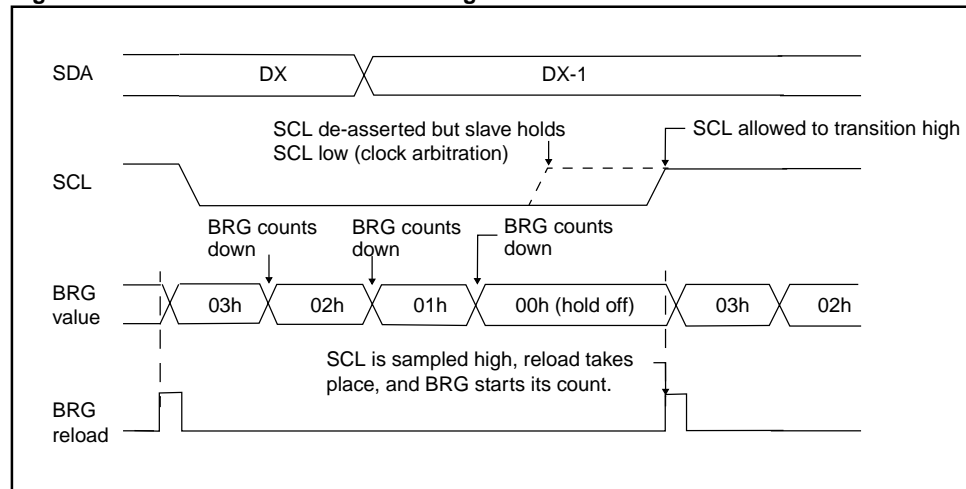 SDA
DX
DX-1
SCL de-asserted but slave holds
SCL low (clock arbitration)
SCL allowed to transition high
SCL
BRG counts
down
BRG counts
down
BRG counts
down
BRG
value
03h
02h
01h
00h (hold off)
03h
02h
SCL is sampled high, reload takes
place, and BRG starts its count.
BRG
reload